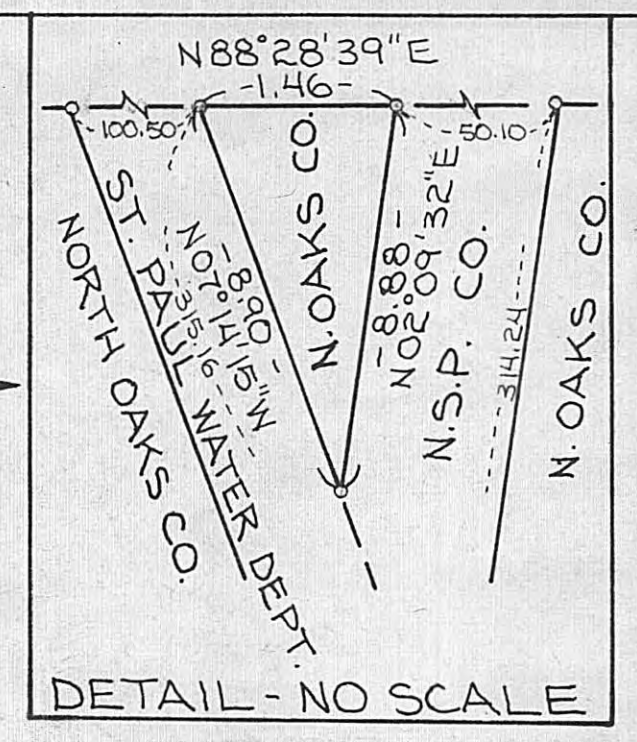 N88°28'39"E
-1.46-
100.50
50.10
ST. PAUL WATER DEPT.
NORTH OAKS CO.
-8.90-
N07°14'15"W
315.16
N.OAKS CO.
-8.88-
N02°09'32"E
N.S.P. CO.
314.24
N. OAKS CO.
DETAIL - NO SCALE